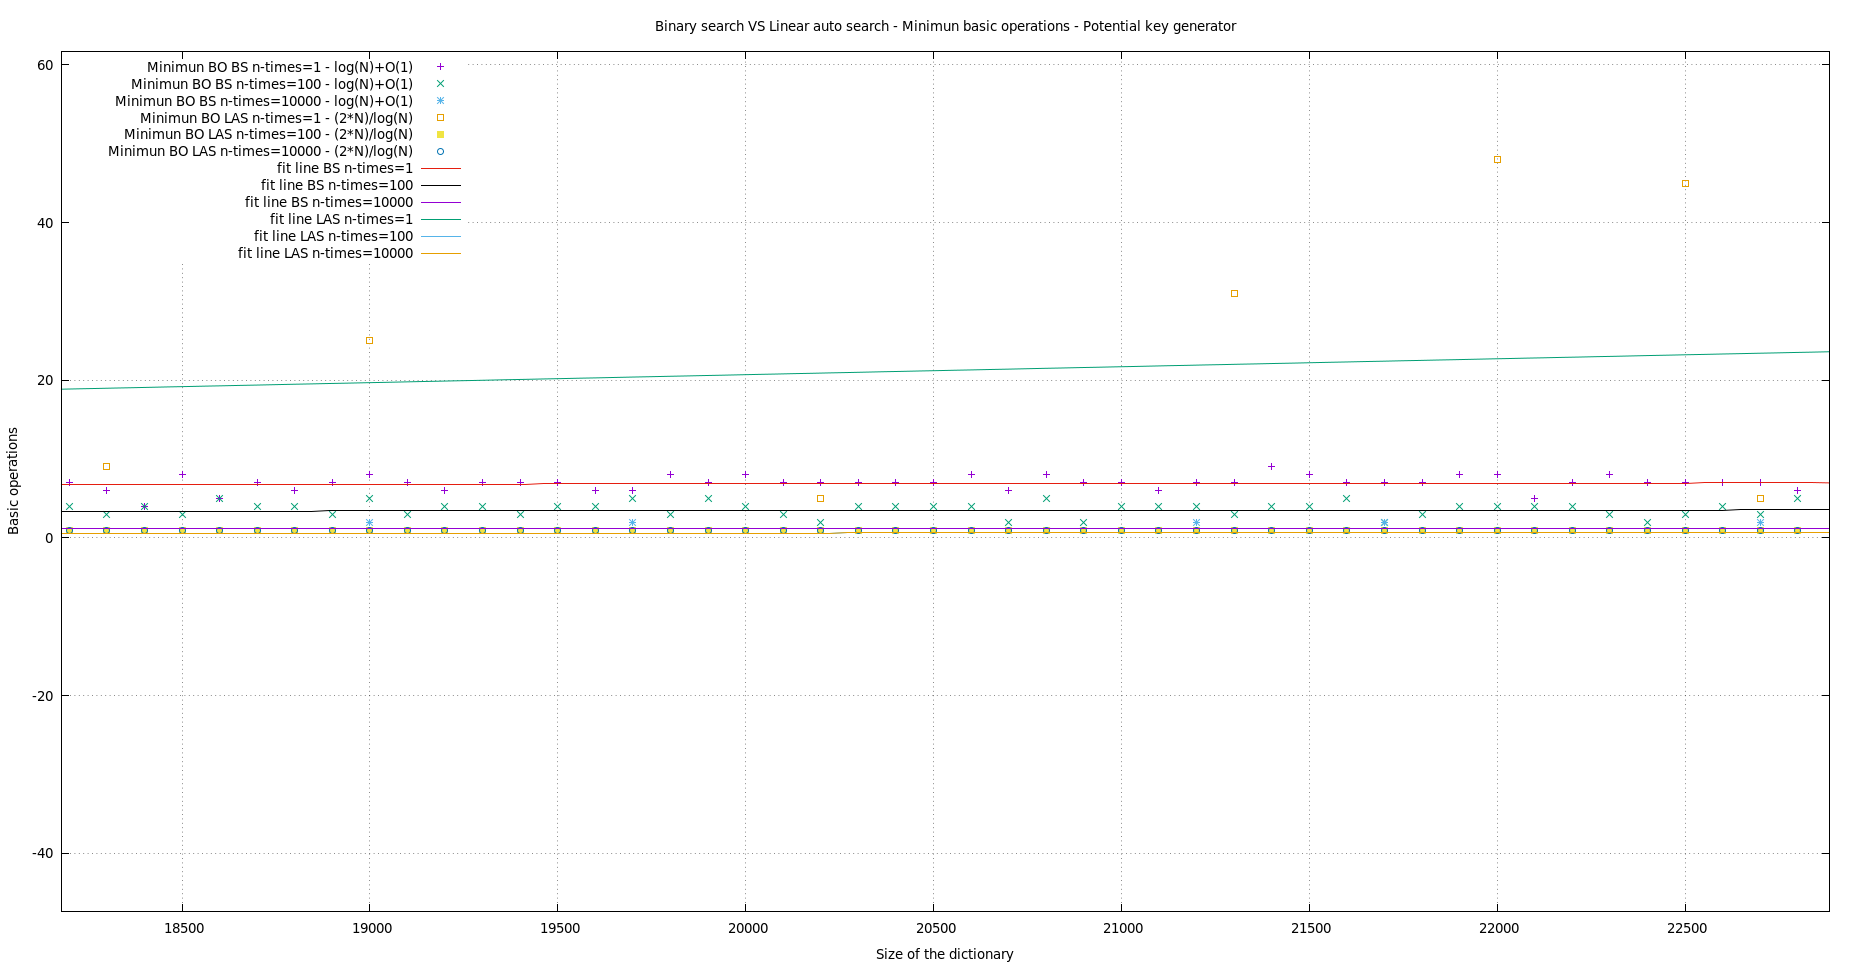 Binary search VS Linear auto search - Minimun basic operations - Potential key generator
Minimun BO BS n-times=1 - log(N)+O(1)
Minimun BO BS n-times=100 - log(N)+O(1)
Minimun BO BS n-times=10000 - log(N)+O(1)
Minimun BO LAS n-times=1 - (2*N)/log(N)
Minimun BO LAS n-times=100 - (2*N)/log(N)
Minimun BO LAS n-times=10000 - (2*N)/log(N)
fit line BS n-times=1
fit line BS n-times=100
fit line BS n-times=10000
fit line LAS n-times=1
fit line LAS n-times=100
fit line LAS n-times=10000
60
40
20
0
-20
-40
Basic operations
18500 19000 19500 20000 20500 21000 21500 22000 22500
Size of the dictionary